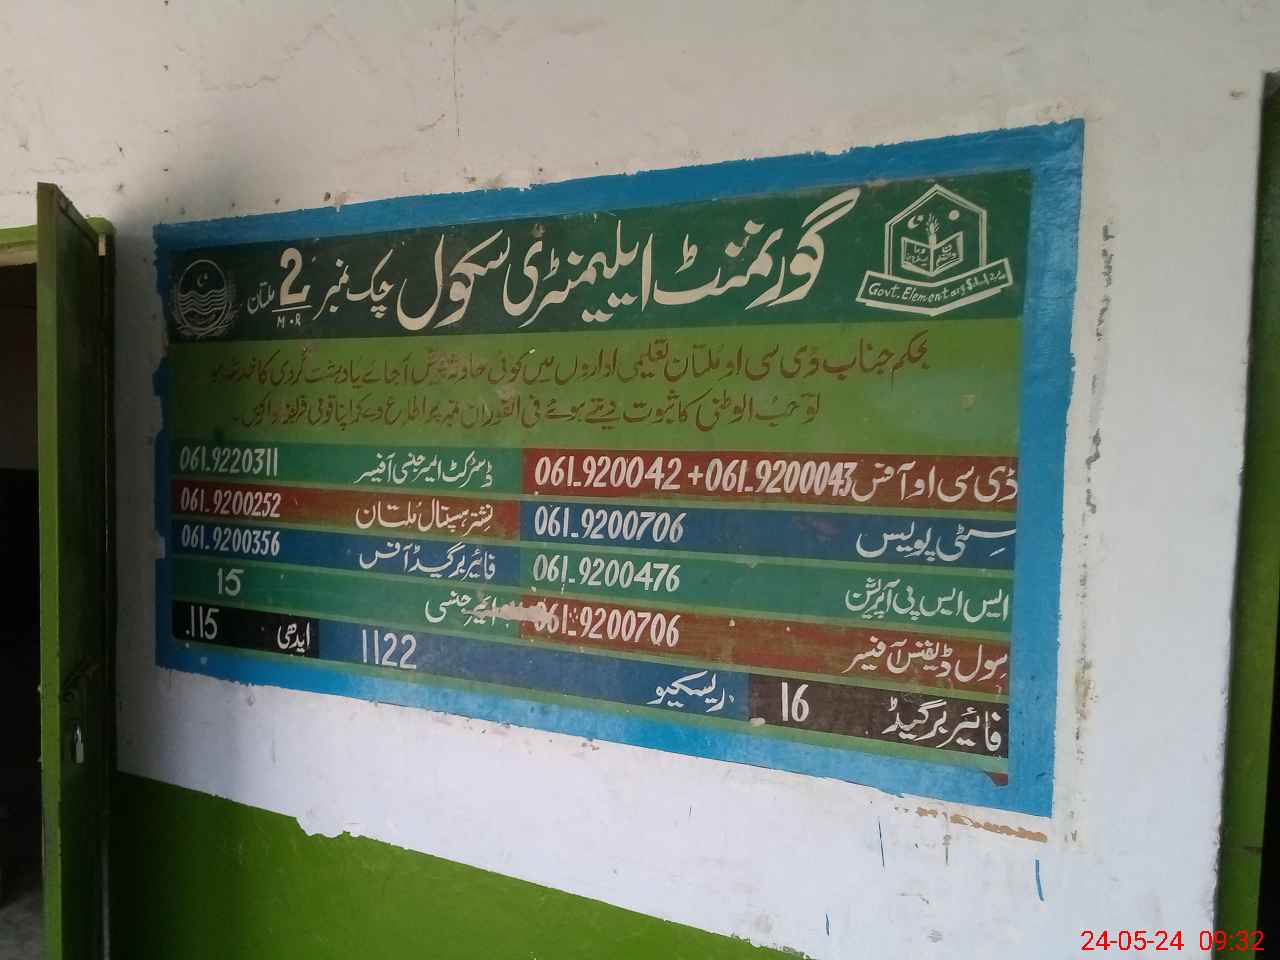 گورنمنٹ ایلیمنٹری سکول چک نمبر 2 ملتان
M.R
Govt. Elementary School
بحکم جناب ڈی سی او ملتان تعلیمی اداروں میں کوئی حادثہ پیش آجائے یا دہشت گردی کا خدشہ ہو
تو حب الوطنی کا ثبوت دیتے ہوئے فی الفور ان نمبر پر اطلاع دے کر اپنا قومی فریضہ ادا کریں۔
ڈی سی او آفس 061-920042 + 061-9200043
ڈسٹرکٹ ایمرجنسی آفیسر 061-9220311
سٹی پولیس 061-9200706
نشتر ہسپتال ملتان 061-9200252
ایس ایس پی آپریشن 061-9200476
فائیر برگیڈ آفس 061-9200356
سول ڈیفنس آفیسر 061-9200706
ایمرجنسی 15
فائیر برگیڈ 16
ریسکیو 1122
ایدھی 115
24-05-24 09:32